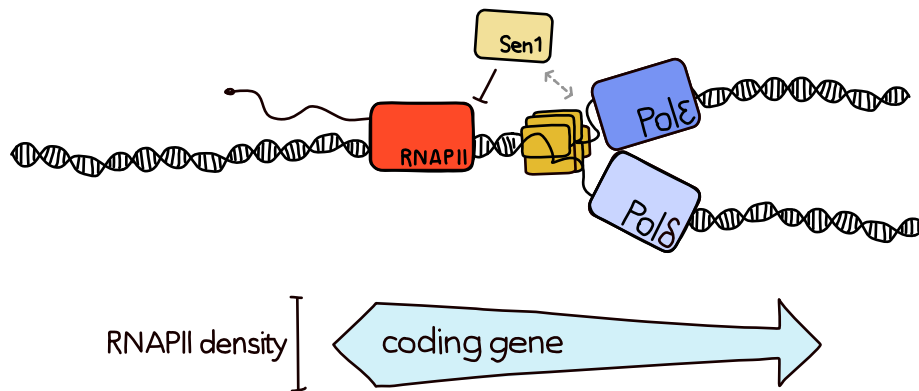 Sen1
RNAPII
Polε
Polδ
RNAPII density
coding gene